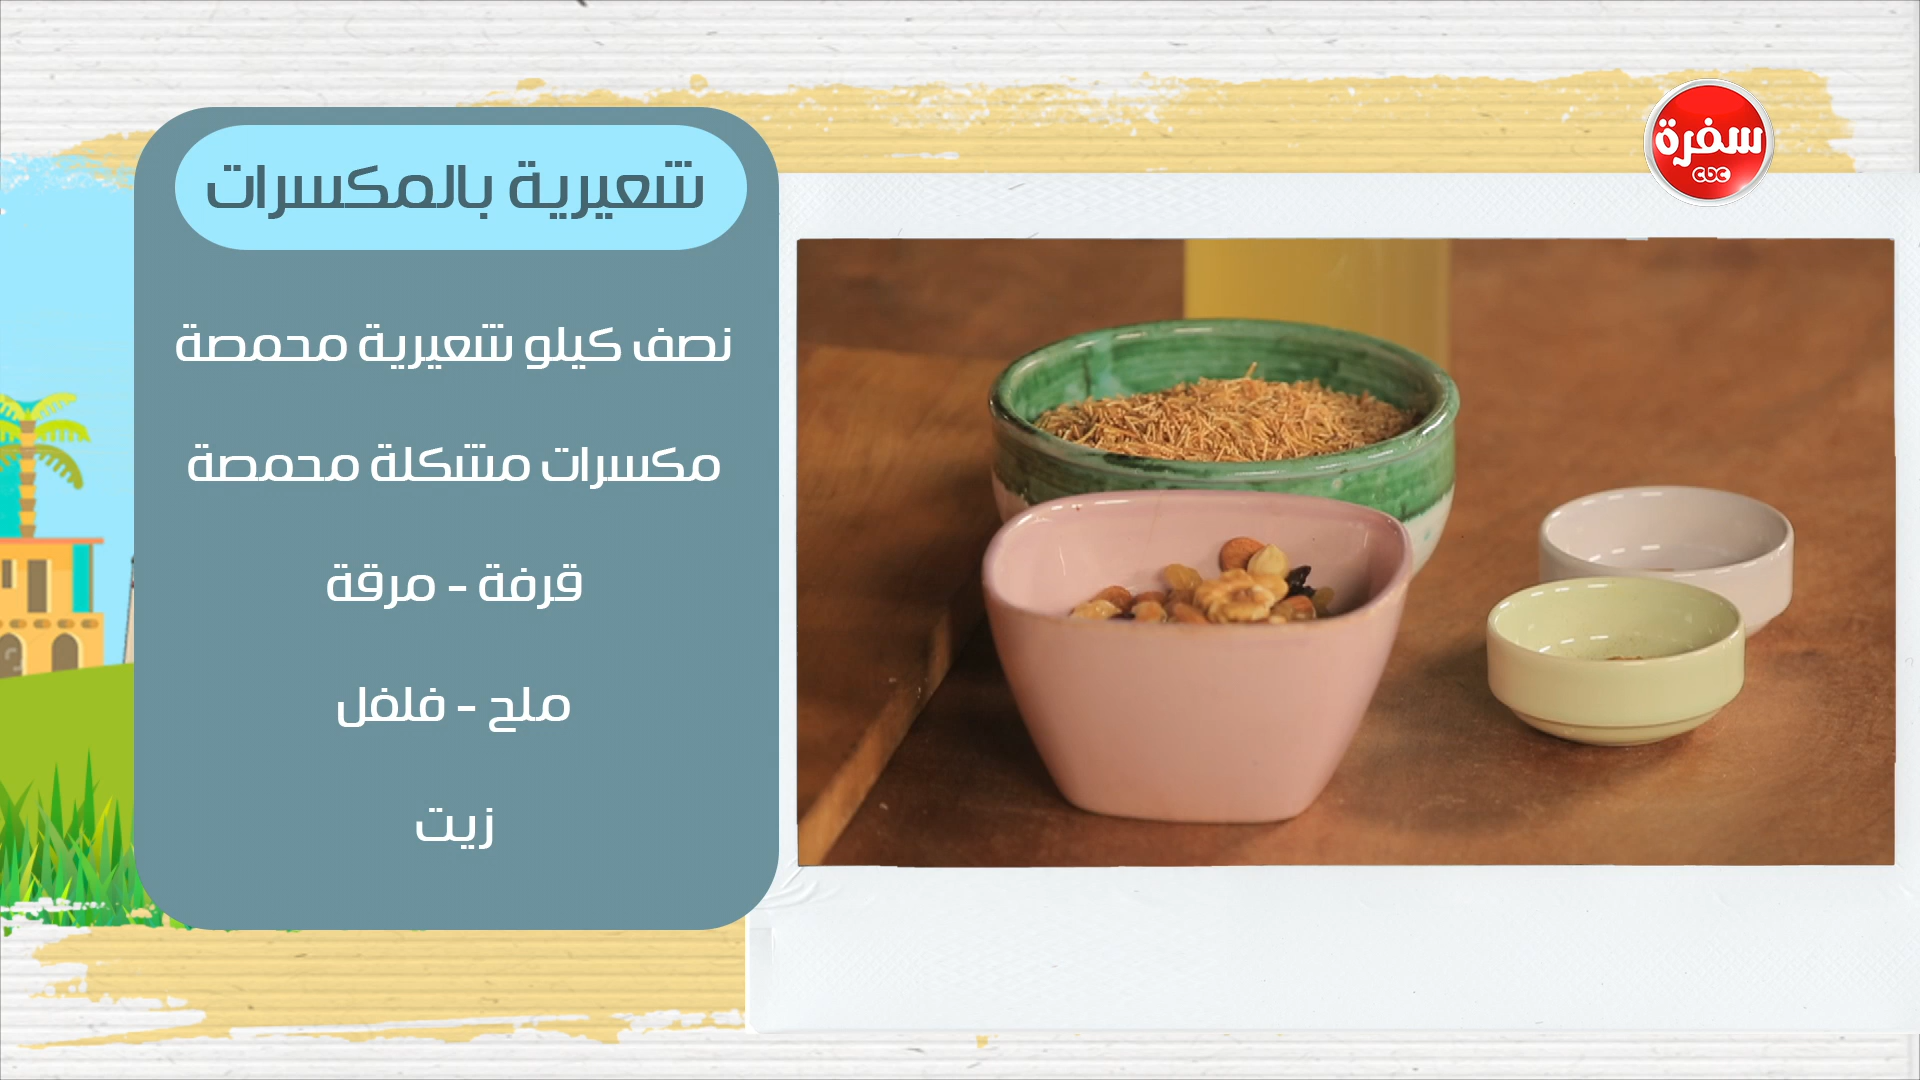 شعيرية بالمكسرات
نصف كيلو شعيرية محمصة
مكسرات مشكلة محمصة
قرفة - مرقة
ملح - فلفل
زيت
سفرة
cbc